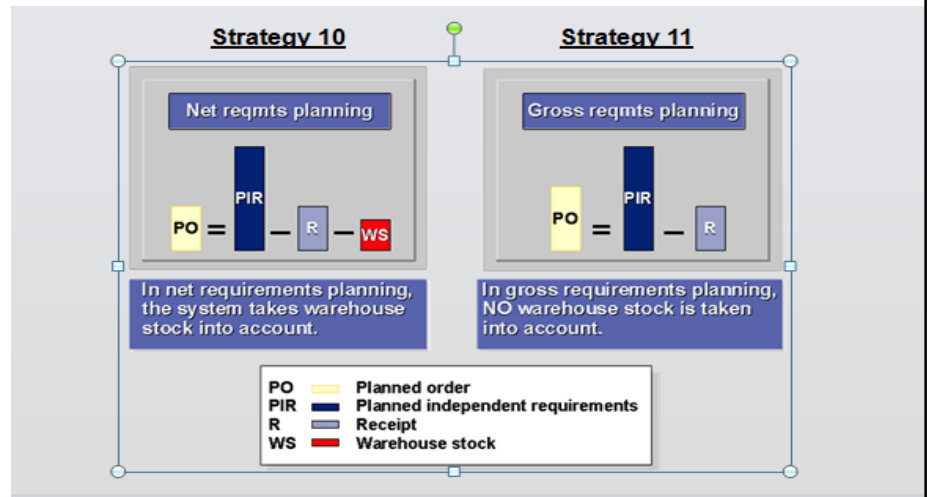 Strategy 10
Strategy 11
Net reqmts planning
PO = PIR – R – WS
In net requirements planning,
the system takes warehouse
stock into account.
Gross reqmts planning
PO = PIR – R
In gross requirements planning,
NO warehouse stock is taken
into account.
PO Planned order
PIR Planned independent requirements
R Receipt
WS Warehouse stock